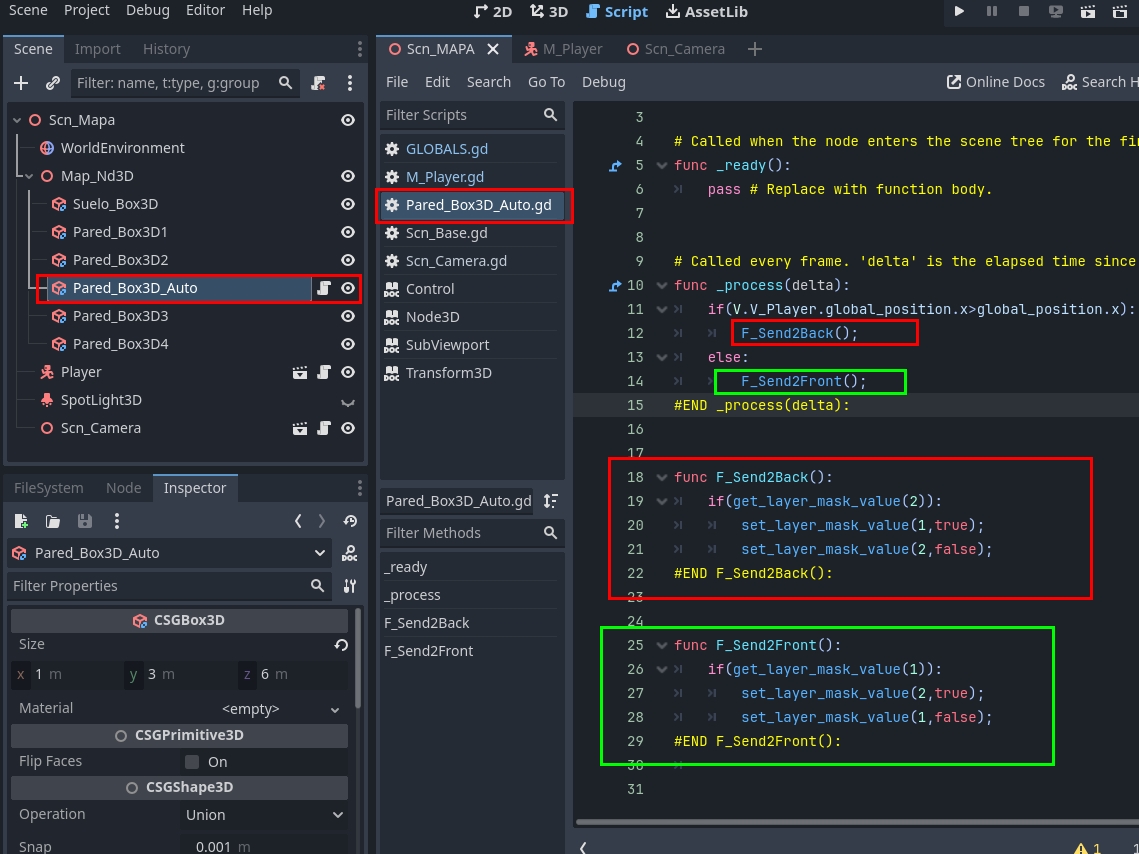 Scene Project Debug Editor Help
2D 3D Script AssetLib
Scene Import History
Filter: name, t:type, g:group
Scn_Mapa
WorldEnvironment
Map_Nd3D
Suelo_Box3D
Pared_Box3D1
Pared_Box3D2
Pared_Box3D_Auto
Pared_Box3D3
Pared_Box3D4
Player
SpotLight3D
Scn_Camera
FileSystem Node Inspector
Pared_Box3D_Auto
DOC
Filter Properties
CSGBox3D
Size
x 1 m y 3 m z 6 m
Material <empty>
CSGPrimitive3D
Flip Faces On
CSGShape3D
Operation Union
Snap 0.001 m
Scn_MAPA M_Player Scn_Camera
File Edit Search Go To Debug
Online Docs DOC Search H
Filter Scripts
GLOBALS.gd
M_Player.gd
Pared_Box3D_Auto.gd
Scn_Base.gd
Scn_Camera.gd
DOC Control
DOC Node3D
DOC SubViewport
DOC Transform3D
Pared_Box3D_Auto.gd
Filter Methods
_ready
_process
F_Send2Back
F_Send2Front
3
4 # Called when the node enters the scene tree for the fi
5 func _ready():
6 pass # Replace with function body.
7
8
9 # Called every frame. 'delta' is the elapsed time since
10 func _process(delta):
11 if(V.V_Player.global_position.x>global_position.x):
12 F_Send2Back();
13 else:
14 F_Send2Front();
15 #END _process(delta):
16
17
18 func F_Send2Back():
19 if(get_layer_mask_value(2)):
20 set_layer_mask_value(1,true);
21 set_layer_mask_value(2,false);
22 #END F_Send2Back():
23
24
25 func F_Send2Front():
26 if(get_layer_mask_value(1)):
27 set_layer_mask_value(2,true);
28 set_layer_mask_value(1,false);
29 #END F_Send2Front():
30
31
1